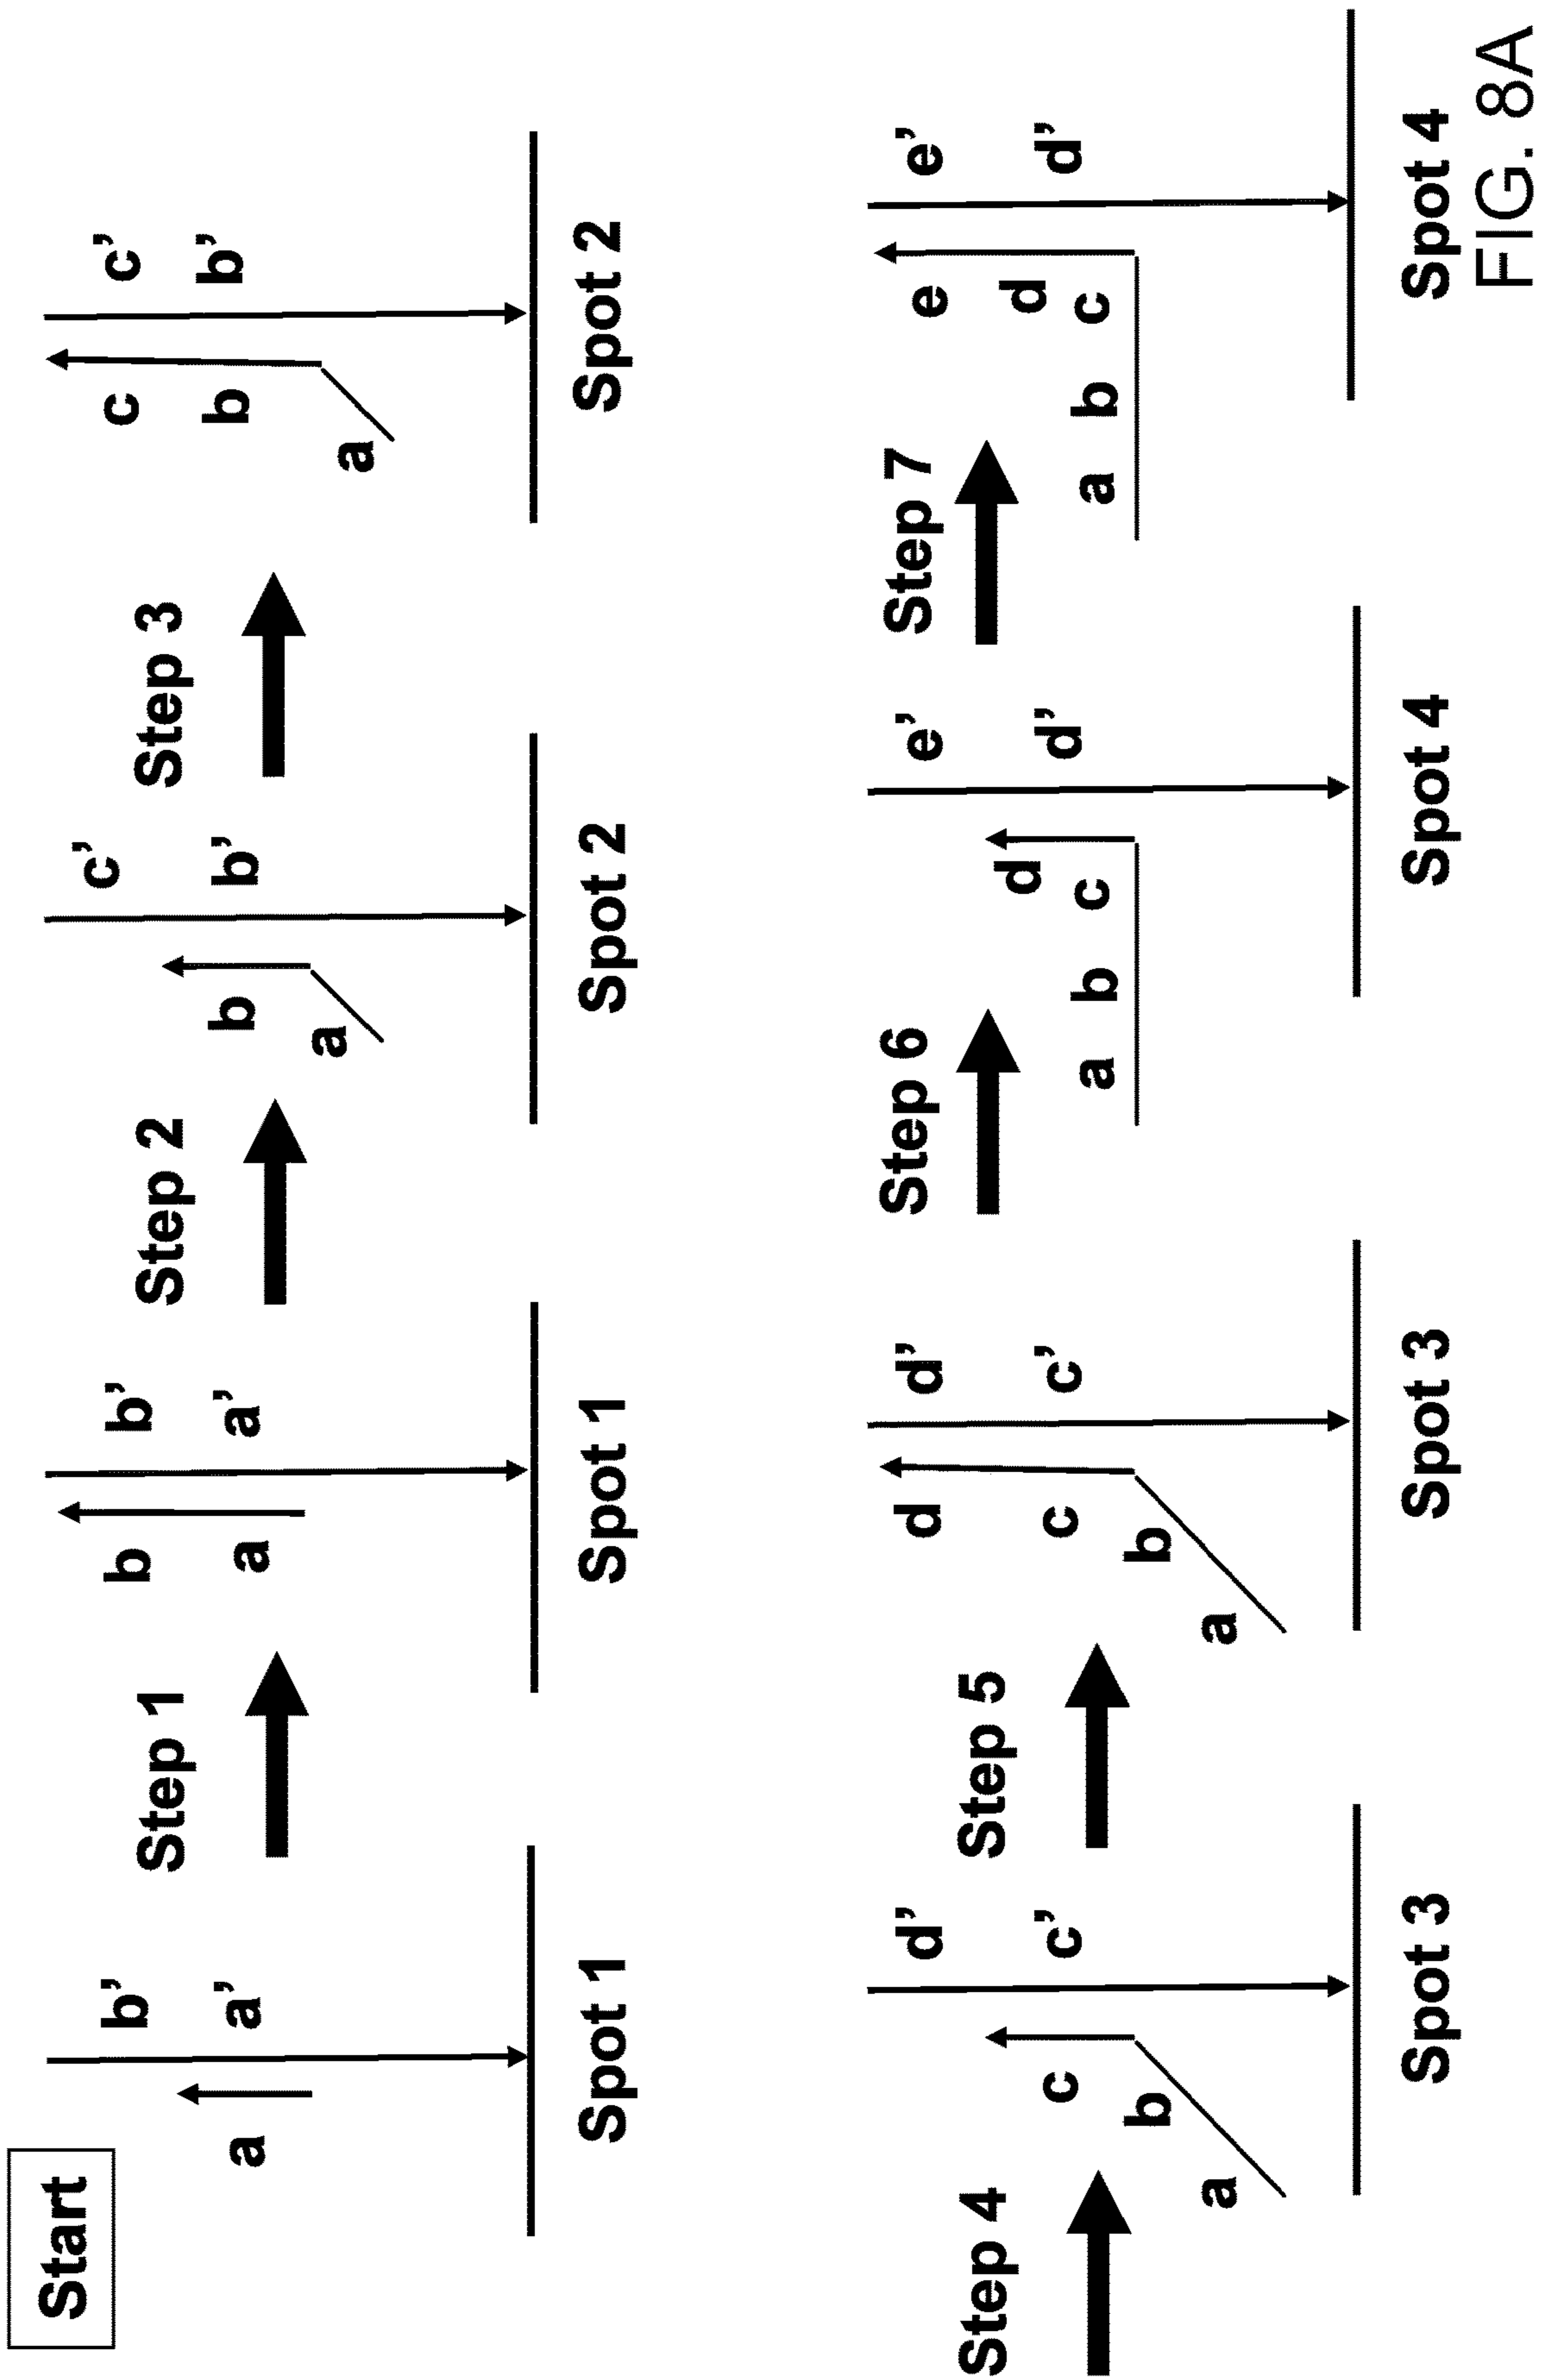 Start
Step 1
Step 2
Step 3
a
b’
a’
b
a
b’
a’
b
a
c’
b’
c
b
a
c’
b’
Spot 1
Spot 1
Spot 2
Spot 2
Step 4
Step 5
Step 6
Step 7
a
b
c
d’
c’
a
b
c
d
d’
c’
a
b
c
d
e’
d’
a
b
c
d
e
e’
d’
Spot 3
Spot 3
Spot 4
Spot 4
FIG. 8A